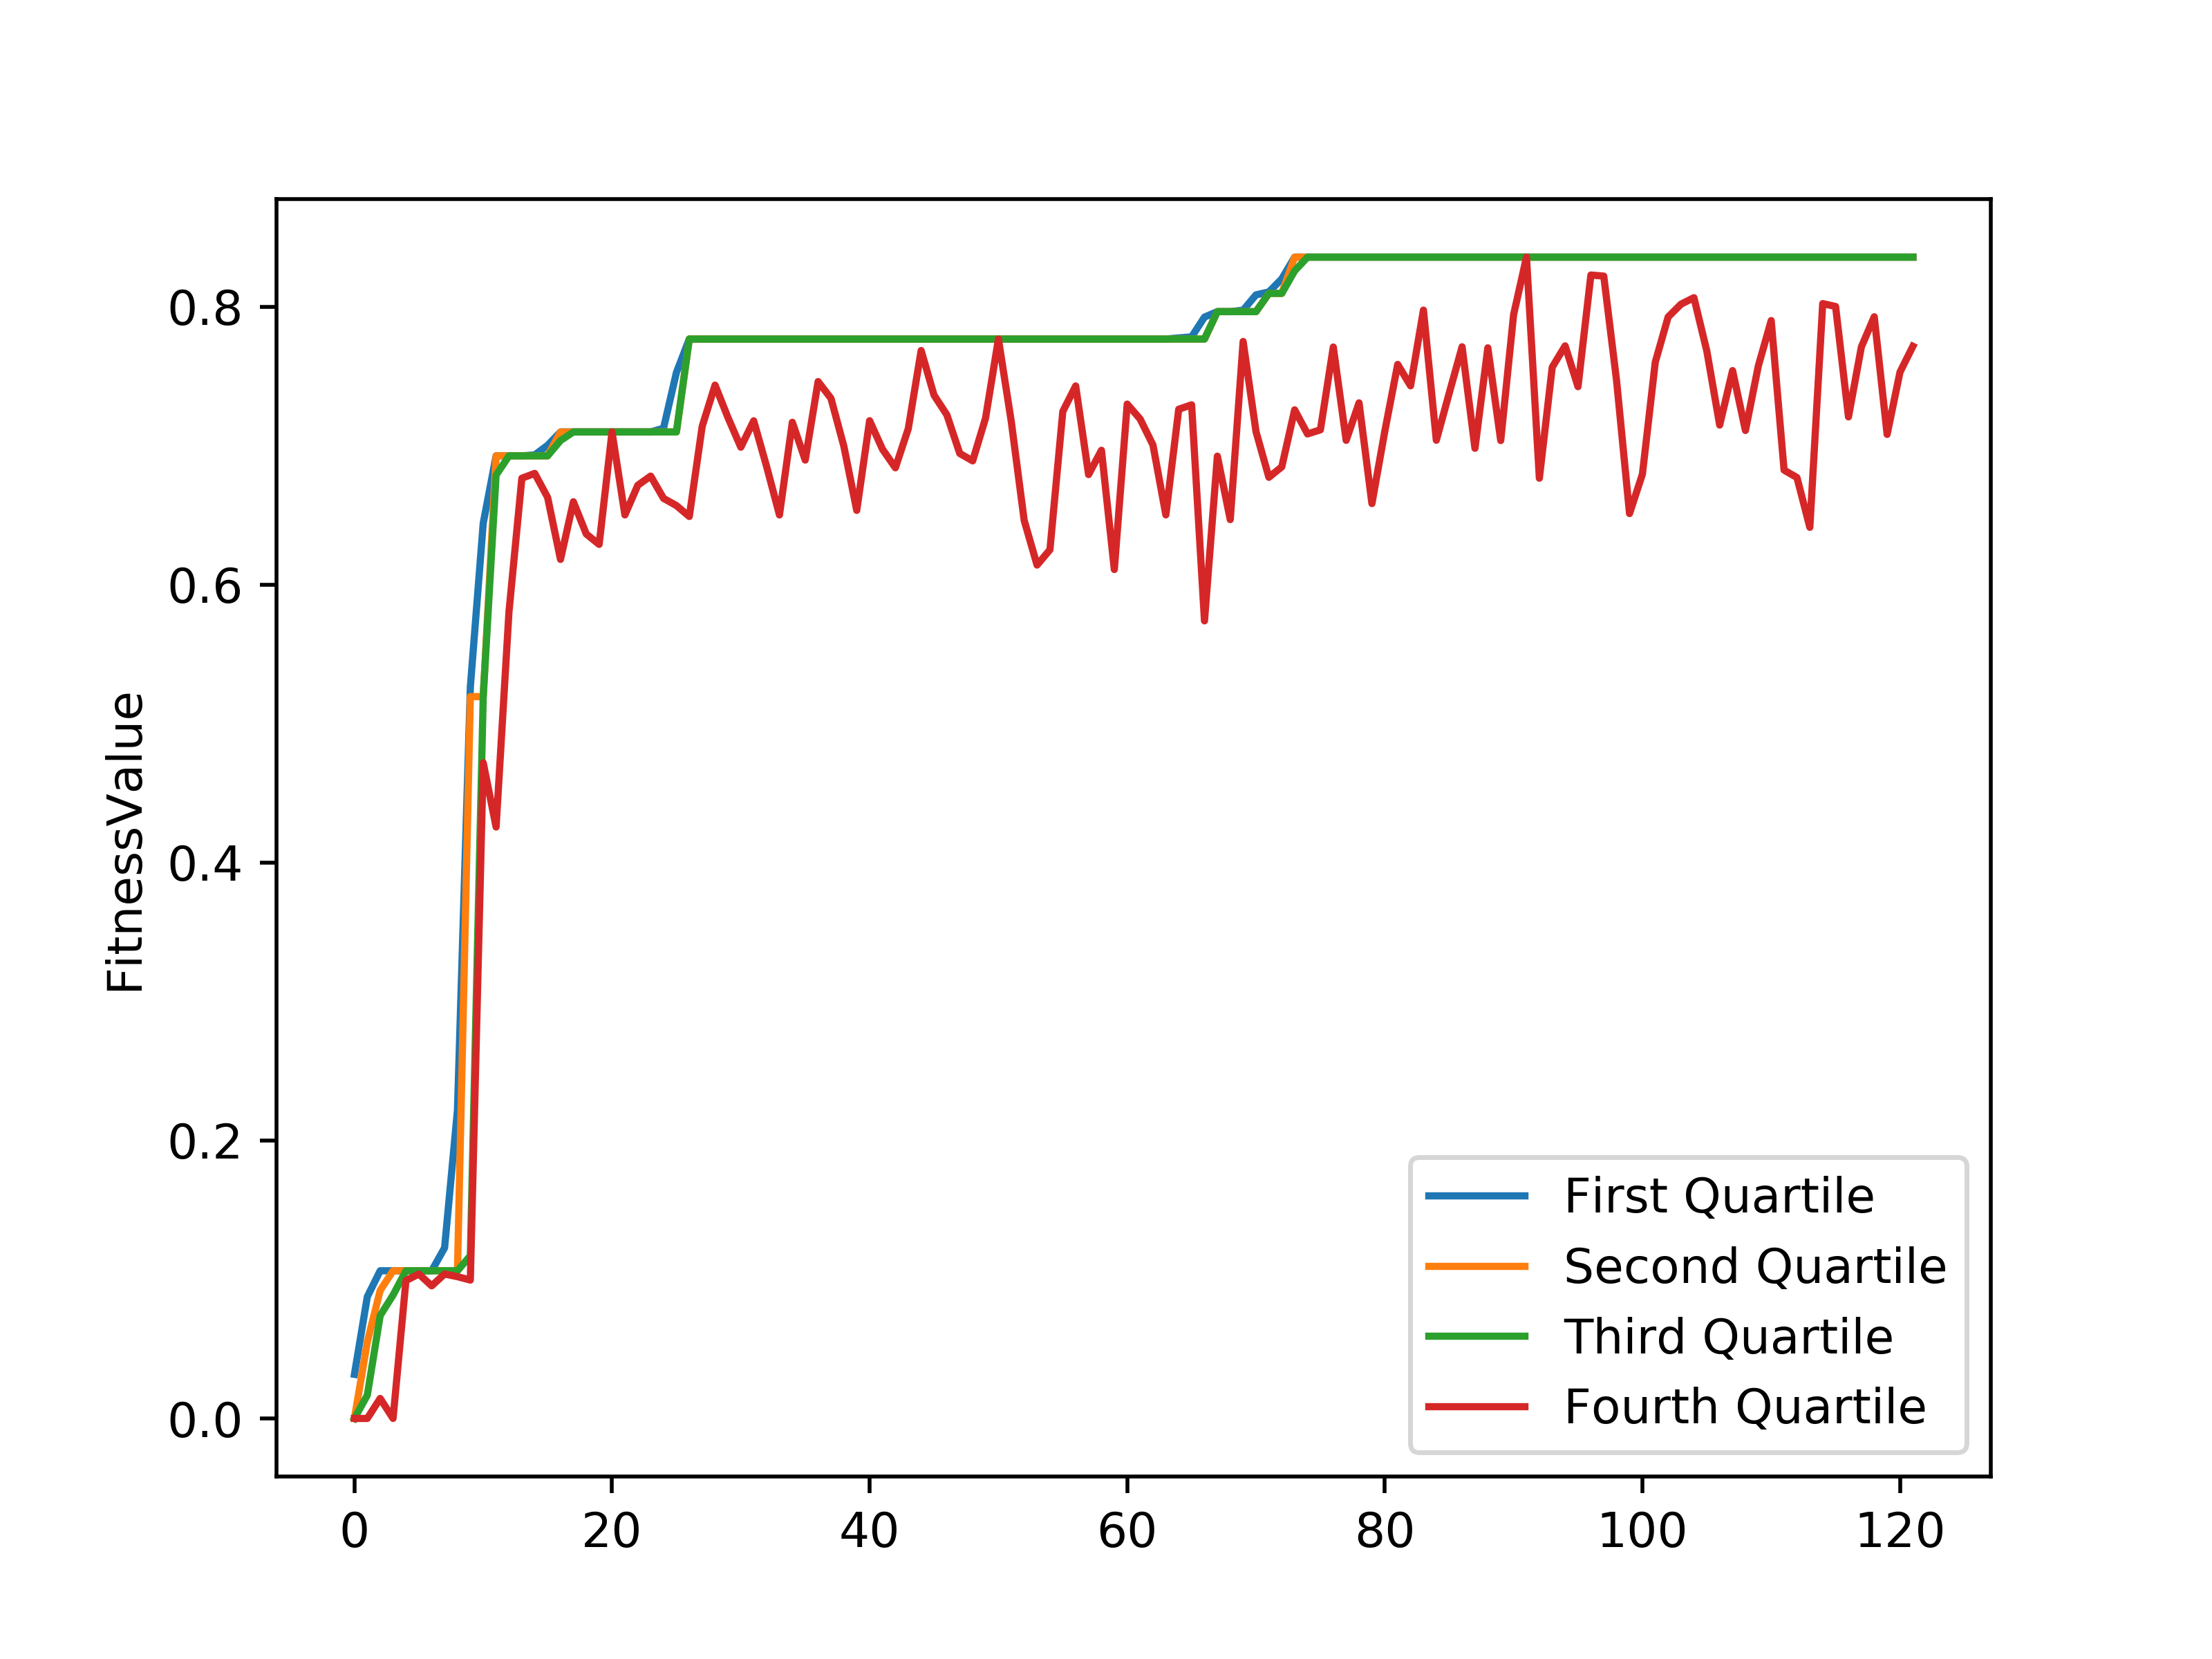 FitnessValue
0.8
0.6
0.4
0.2
0.0
0 20 40 60 80 100 120
First Quartile
Second Quartile
Third Quartile
Fourth Quartile